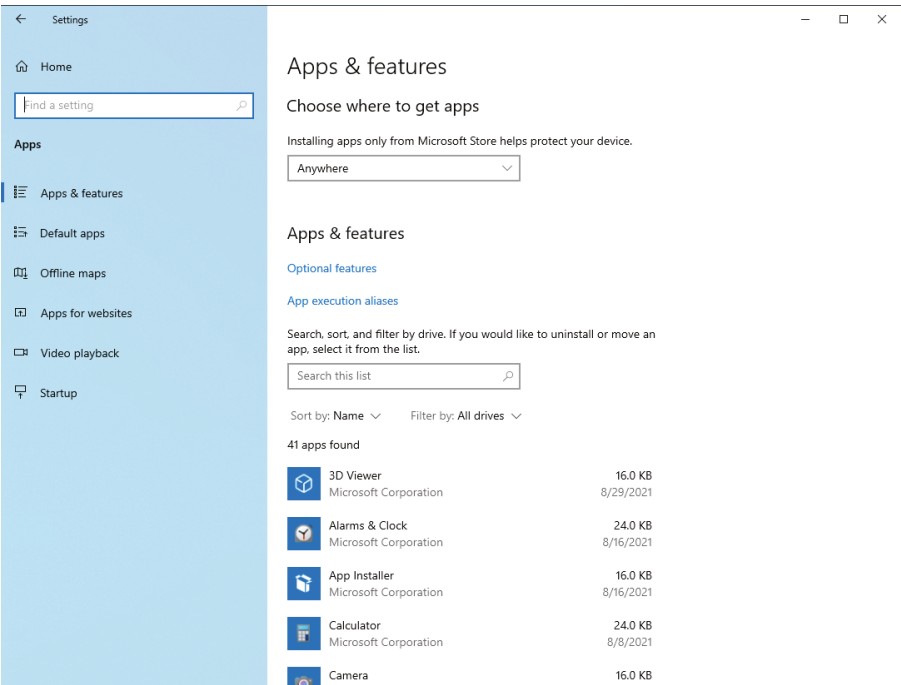 Settings
Home
Find a setting
Apps
Apps & features
Default apps
Offline maps
Apps for websites
Video playback
Startup
Apps & features
Choose where to get apps
Installing apps only from Microsoft Store helps protect your device.
Anywhere
Apps & features
Optional features
App execution aliases
Search, sort, and filter by drive. If you would like to uninstall or move an
app, select it from the list.
Search this list
Sort by: Name Filter by: All drives
41 apps found
3D Viewer 16.0 KB
Microsoft Corporation 8/29/2021
Alarms & Clock 24.0 KB
Microsoft Corporation 8/16/2021
App Installer 16.0 KB
Microsoft Corporation 8/16/2021
Calculator 24.0 KB
Microsoft Corporation 8/8/2021
Camera 16.0 KB